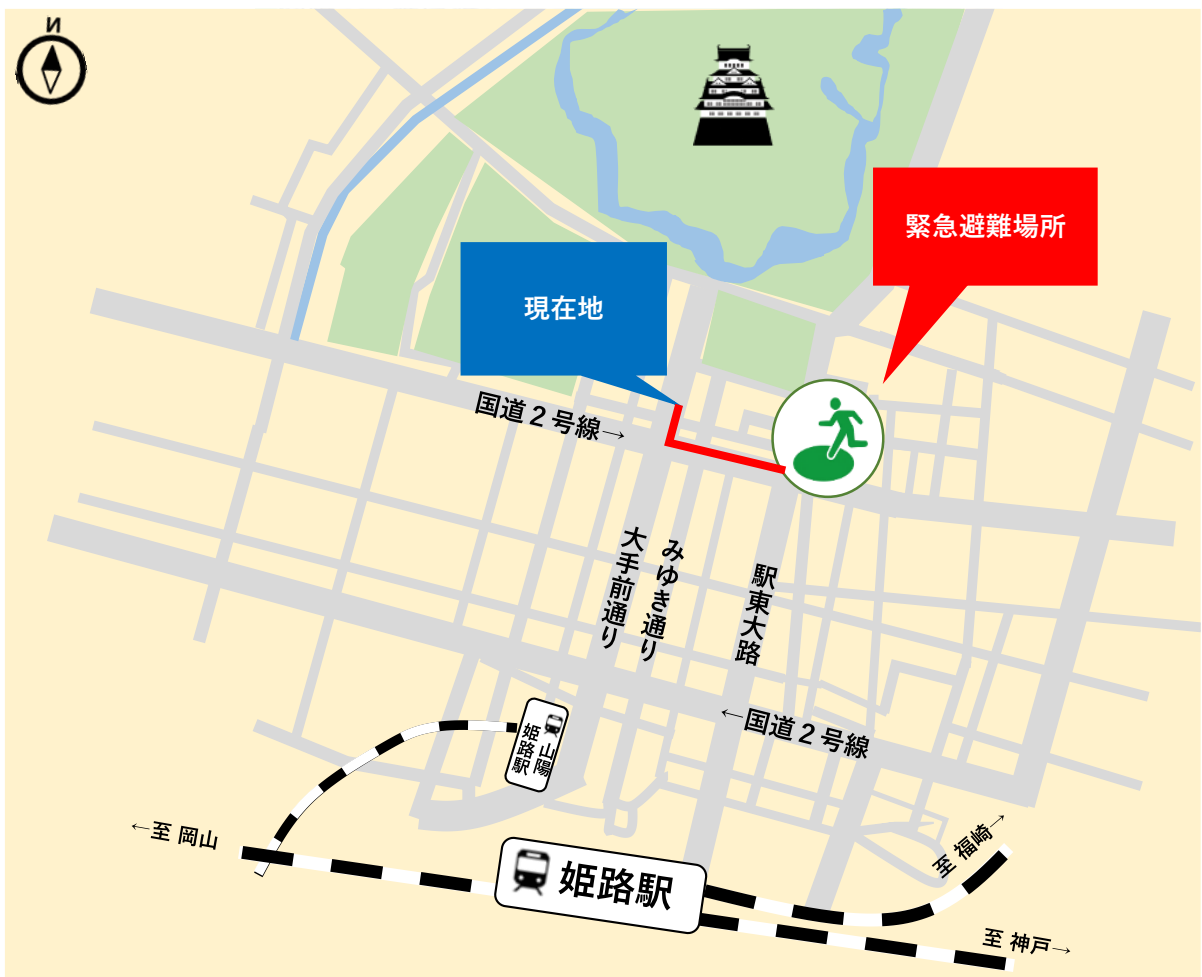 N
緊急避難場所
現在地
国道２号線→
大手前通り
みゆき通り
駅東大路
←国道２号線
山陽
姫路駅
←至 岡山
姫路駅
至 福崎→
至 神戸→